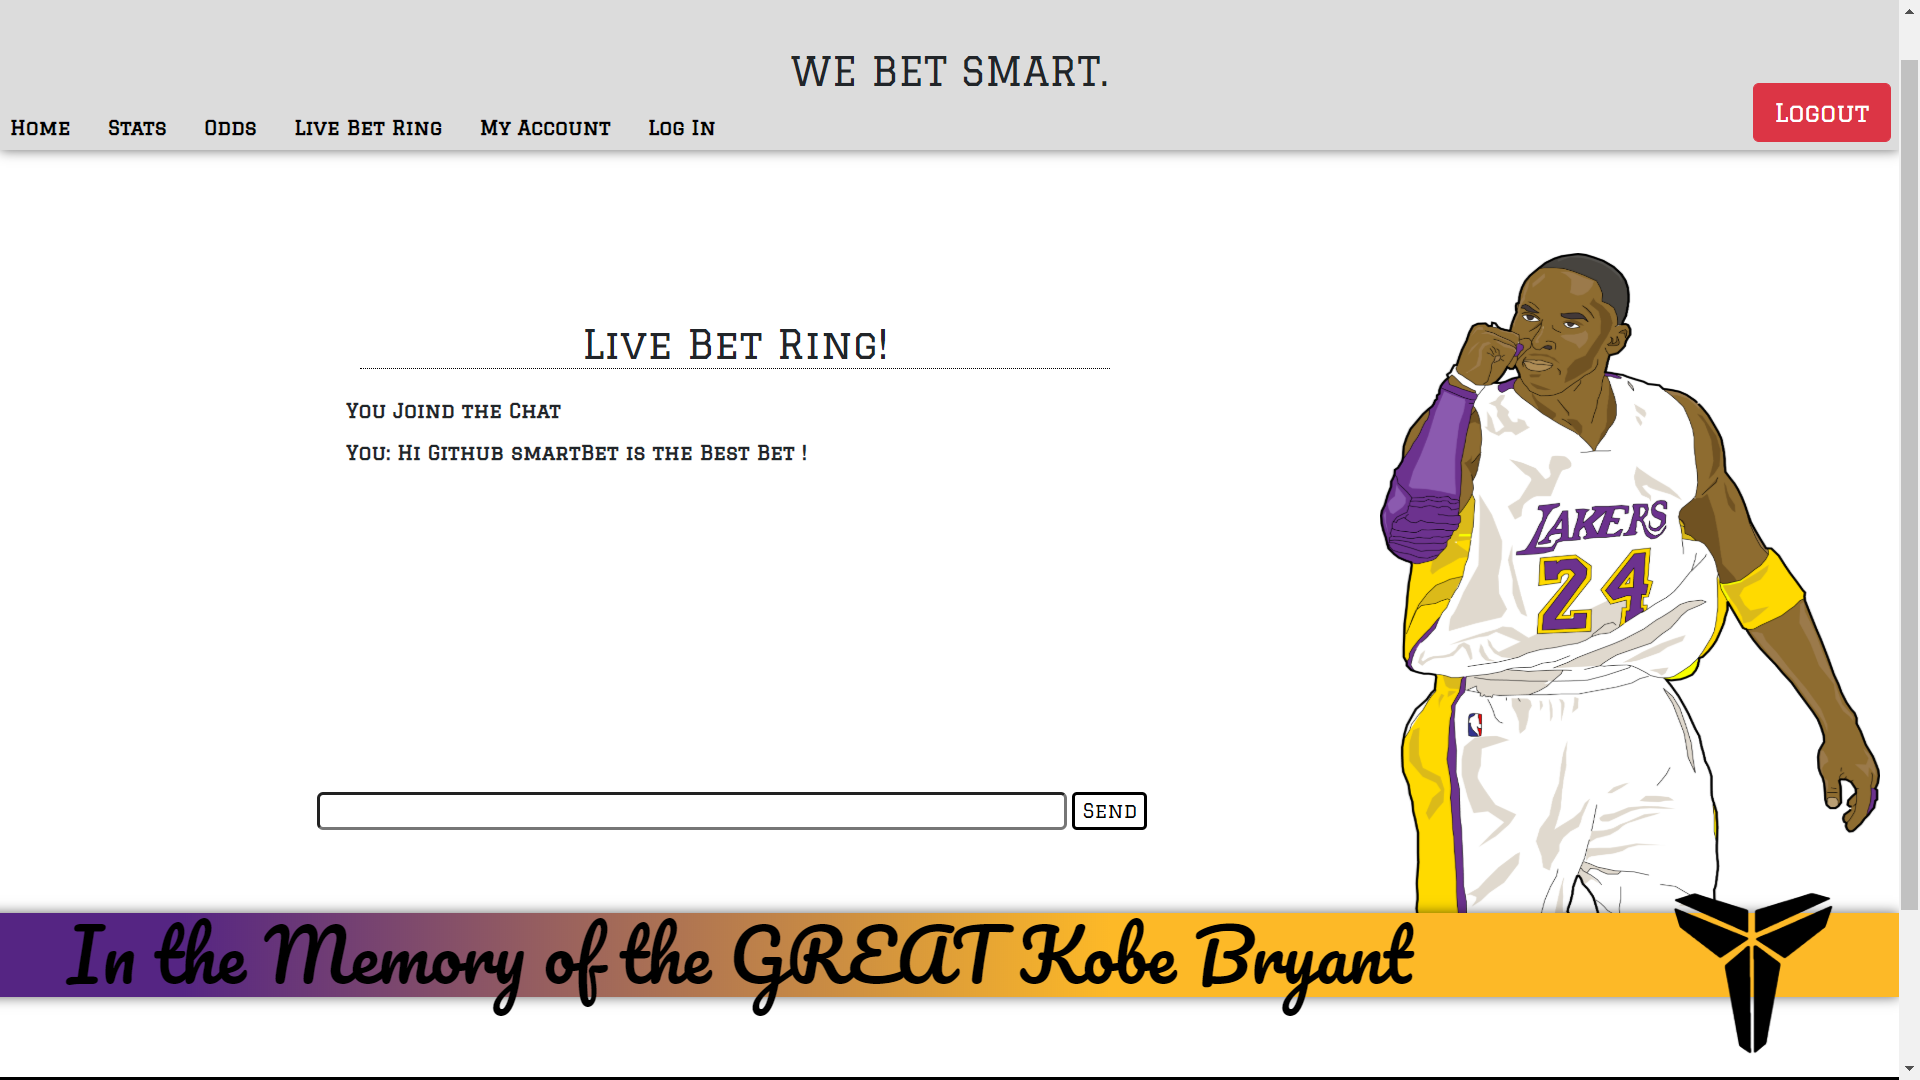 WE BET SMART.
Home Stats Odds Live Bet Ring My Account Log In
Logout
Live Bet Ring!
You Joind the Chat
You: Hi Github smartBet is the Best Bet !
LAKERS
24
Send
In the Memory of the GREAT Kobe Bryant